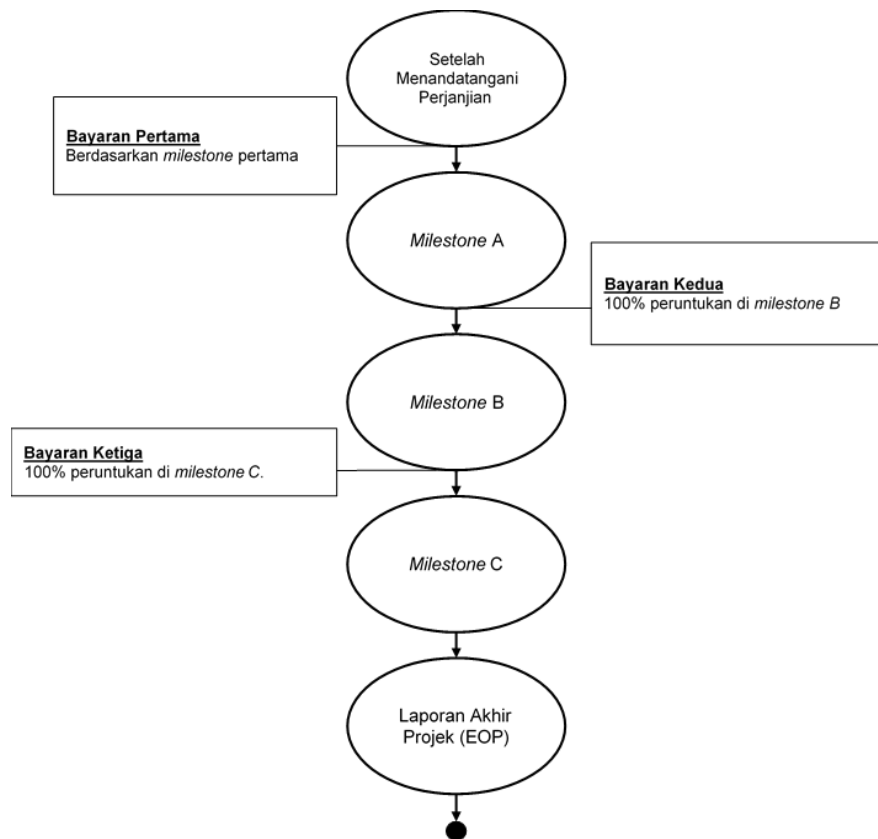 Setelah
Menandatangani
Perjanjian
Bayaran Pertama
Berdasarkan milestone pertama
Milestone A
Bayaran Kedua
100% peruntukan di milestone B
Milestone B
Bayaran Ketiga
100% peruntukan di milestone C.
Milestone C
Laporan Akhir
Projek (EOP)